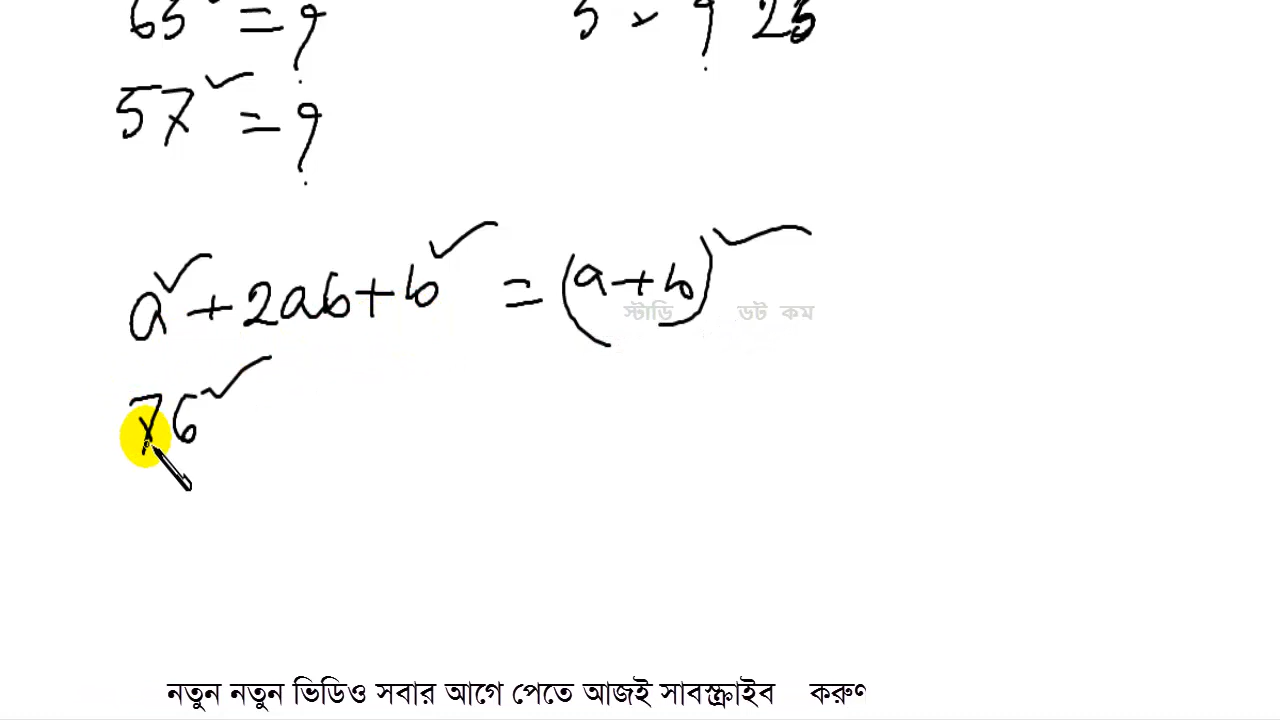 65² = ?
5 × ? 25
57² = ?
a² + 2ab + b² = (a+b)²
স্টাডি ডট কম
76²
নতুন নতুন ভিডিও সবার আগে পেতে আজই সাবস্ক্রাইব করুণ